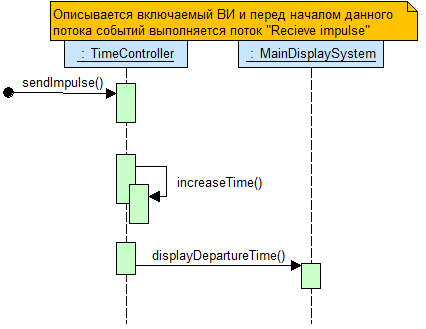 Описывается включаемый ВИ и перед началом данного
потока событий выполняется поток "Recieve impulse"
: TimeController
: MainDisplaySystem
sendImpulse()
increaseTime()
displayDepartureTime()